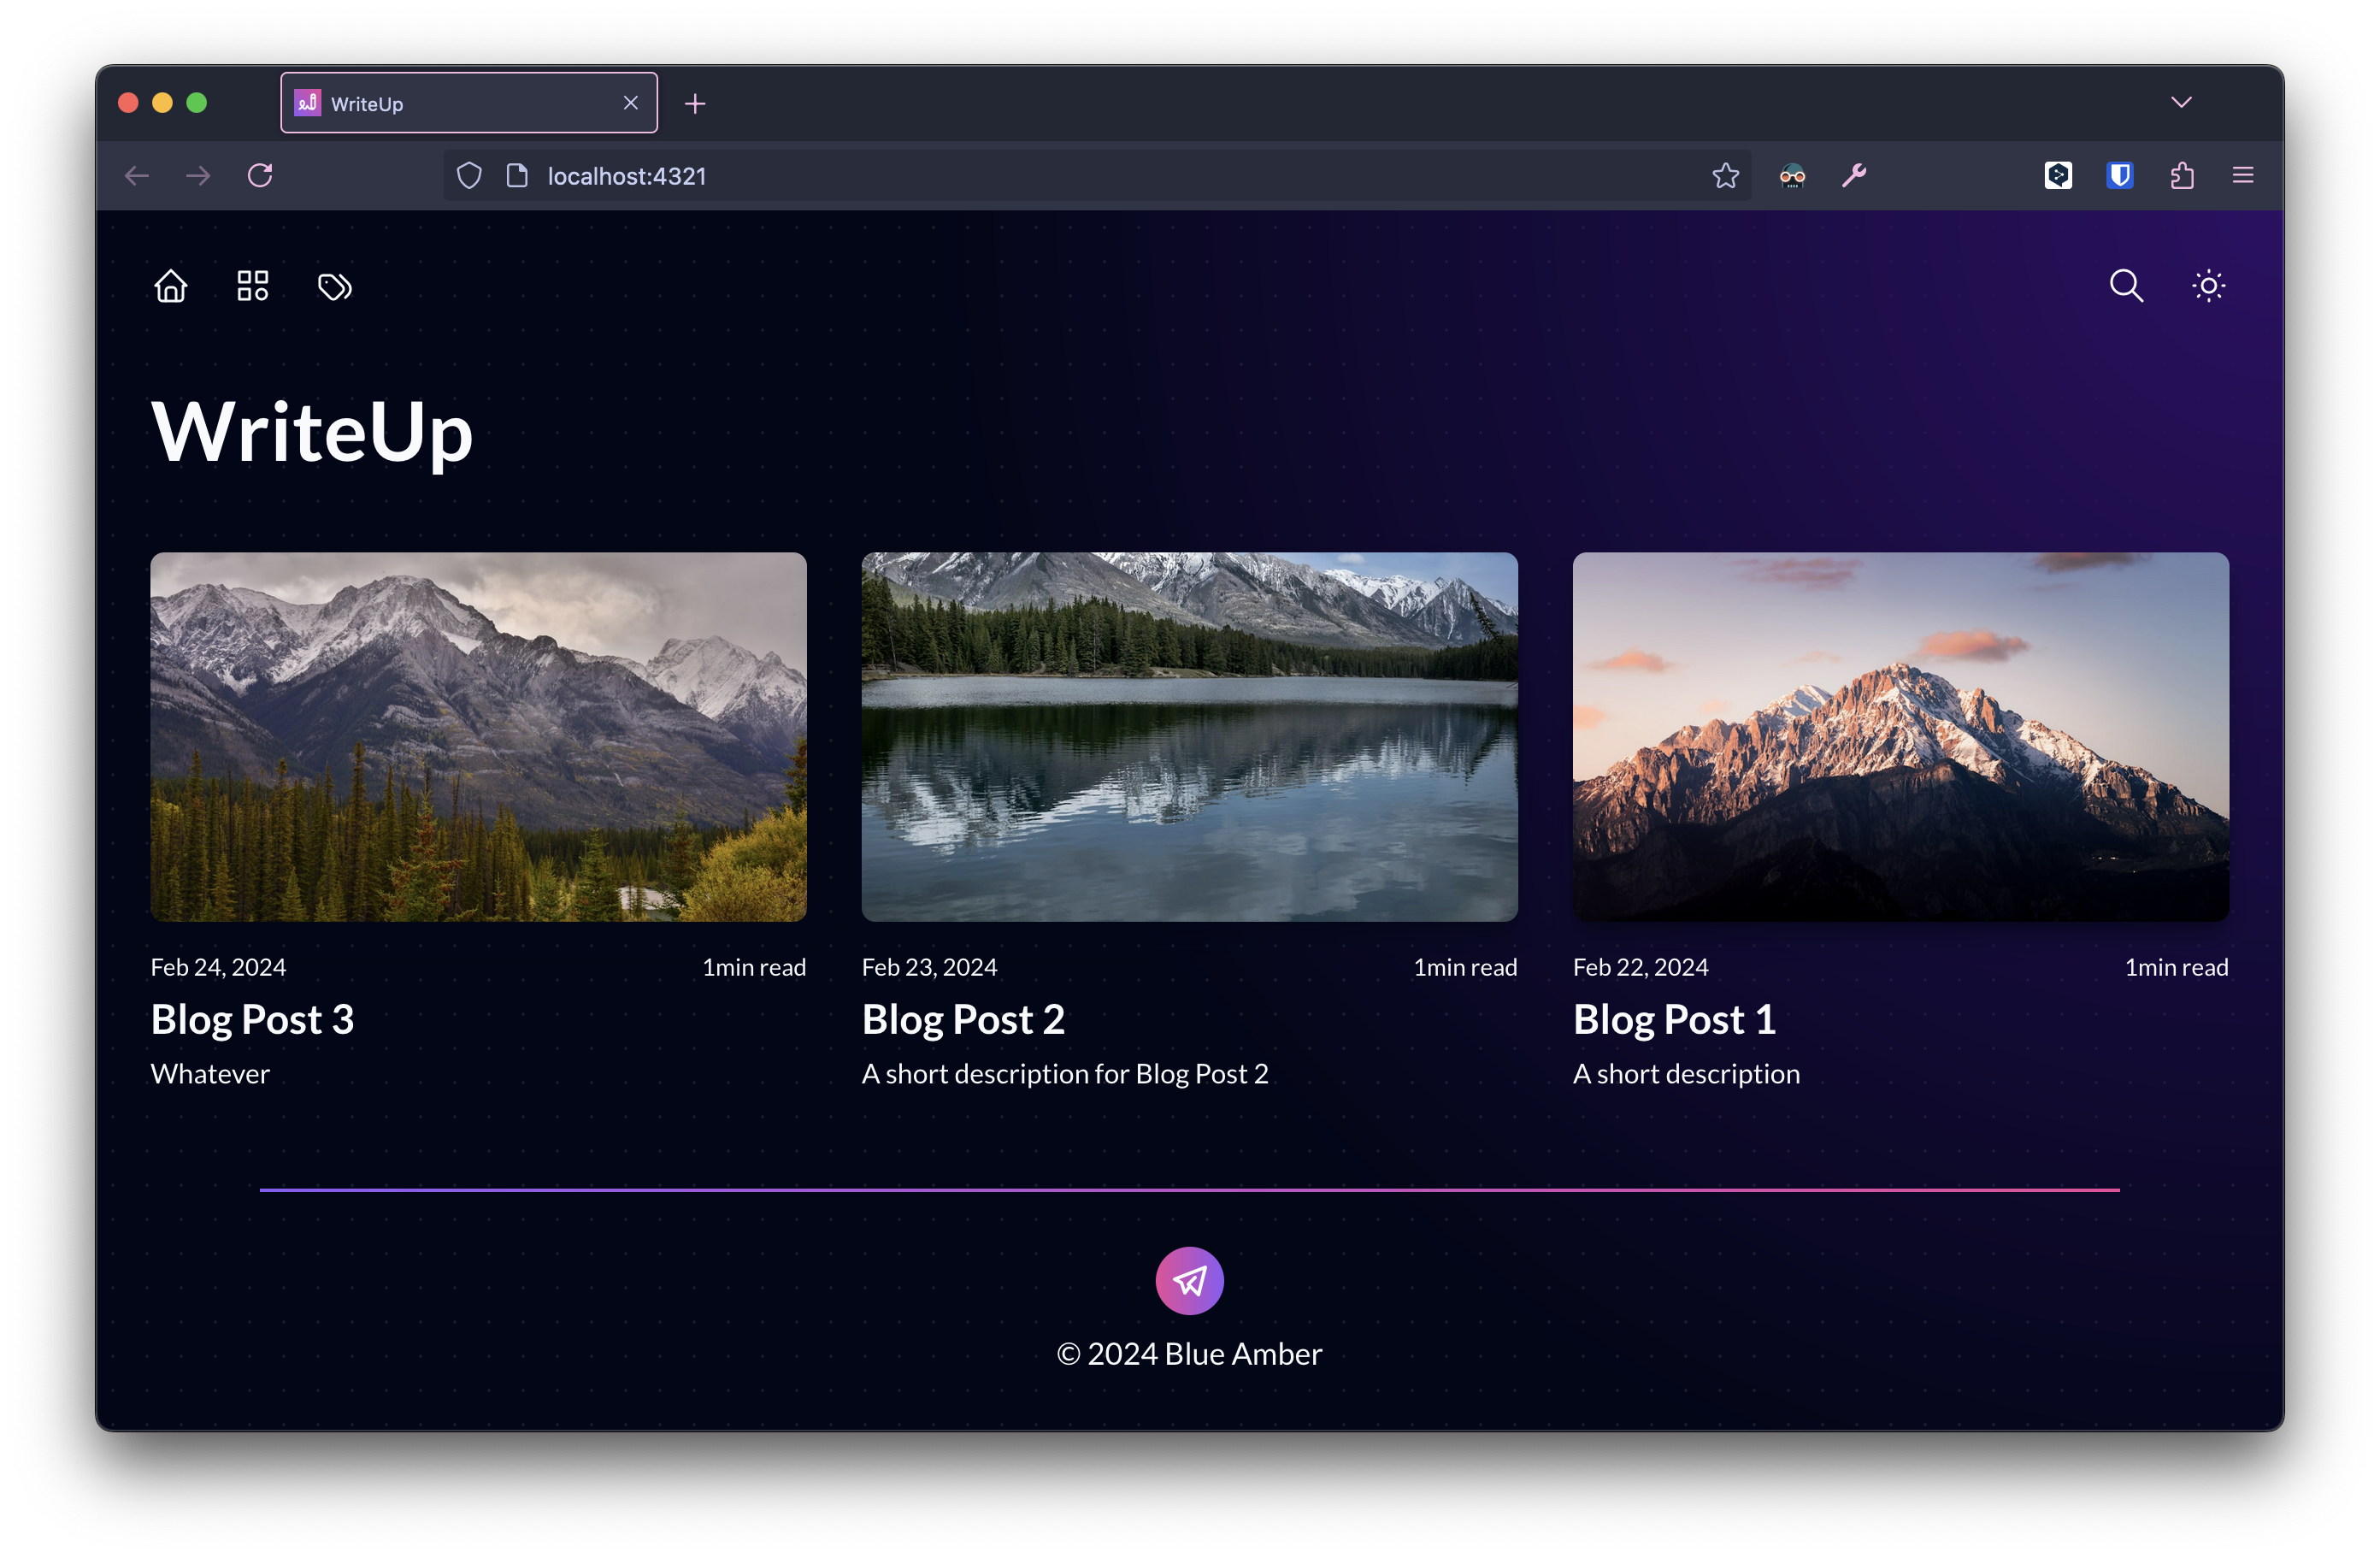 WriteUp
localhost:4321
WriteUp
Feb 24, 2024 1min read
Blog Post 3
Whatever
Feb 23, 2024 1min read
Blog Post 2
A short description for Blog Post 2
Feb 22, 2024 1min read
Blog Post 1
A short description
© 2024 Blue Amber